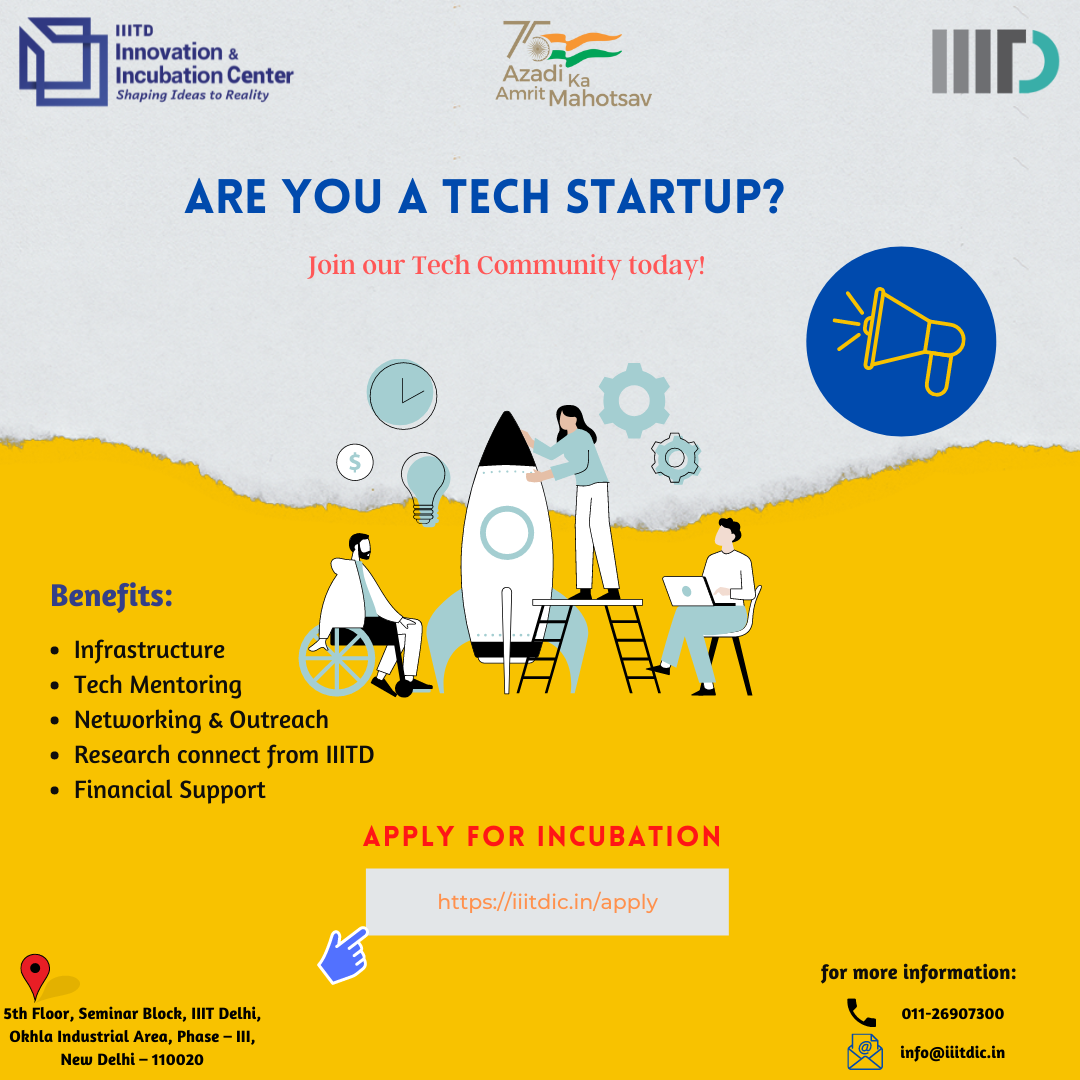 IIITD
Innovation &
Incubation Center
Shaping Ideas to Reality
75
Azadi Ka
Amrit Mahotsav
IIITD
ARE YOU A TECH STARTUP?
Join our Tech Community today!
$
Benefits:
• Infrastructure
• Tech Mentoring
• Networking & Outreach
• Research connect from IIITD
• Financial Support
APPLY FOR INCUBATION
https://iiitdic.in/apply
5th Floor, Seminar Block, IIIT Delhi,
Okhla Industrial Area, Phase – III,
New Delhi – 110020
for more information:
011-26907300
@
info@iiitdic.in